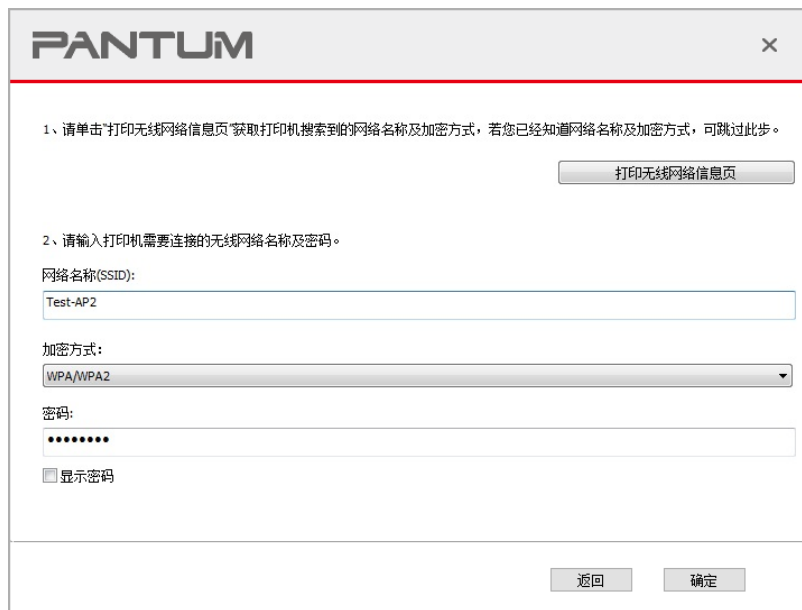 PANTUM
1、请单击"打印无线网络信息页"获取打印机搜索到的网络名称及加密方式，若您已经知道网络名称及加密方式，可跳过此步。
打印无线网络信息页
2、请输入打印机需要连接的无线网络名称及密码。
网络名称(SSID):
Test-AP2
加密方式：
WPA/WPA2
密码:
••••••••
显示密码
返回
确定